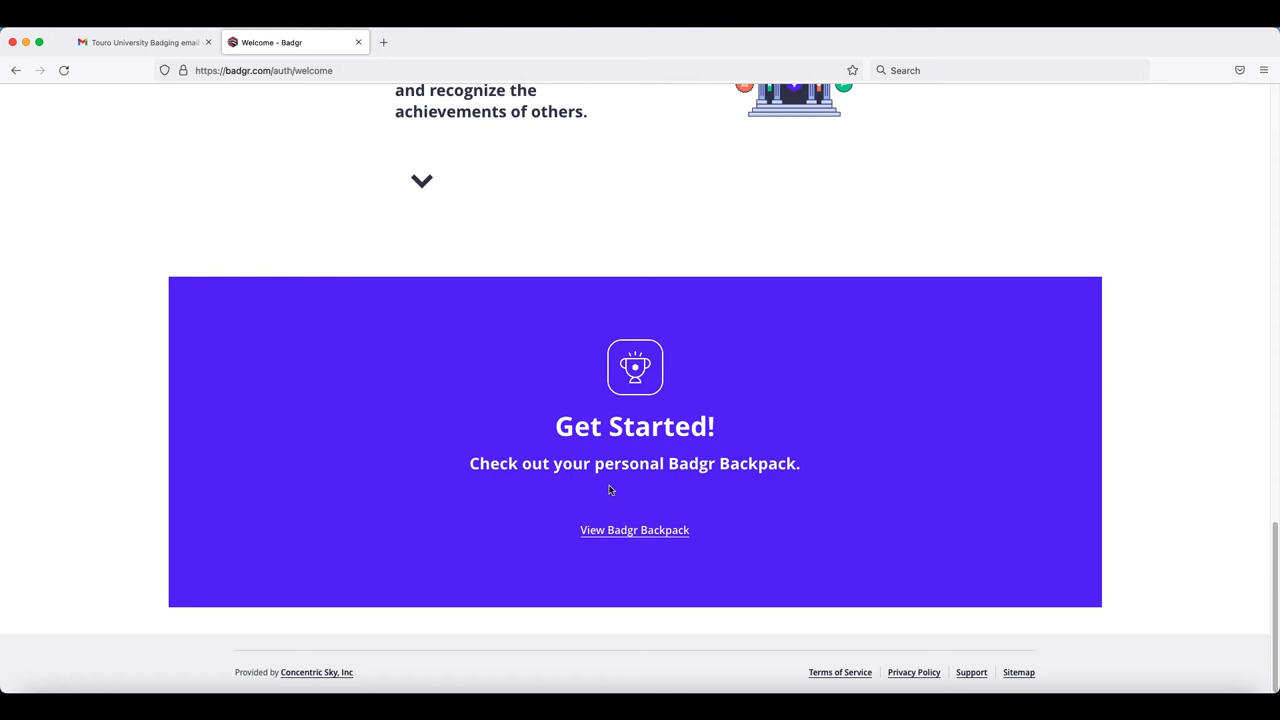 Touro University Badging emai
Welcome - Badgr
https://badgr.com/auth/welcome
Search
and recognize the
achievements of others.
Get Started!
Check out your personal Badgr Backpack.
View Badgr Backpack
Provided by Concentric Sky, Inc
Terms of Service
Privacy Policy
Support
Sitemap